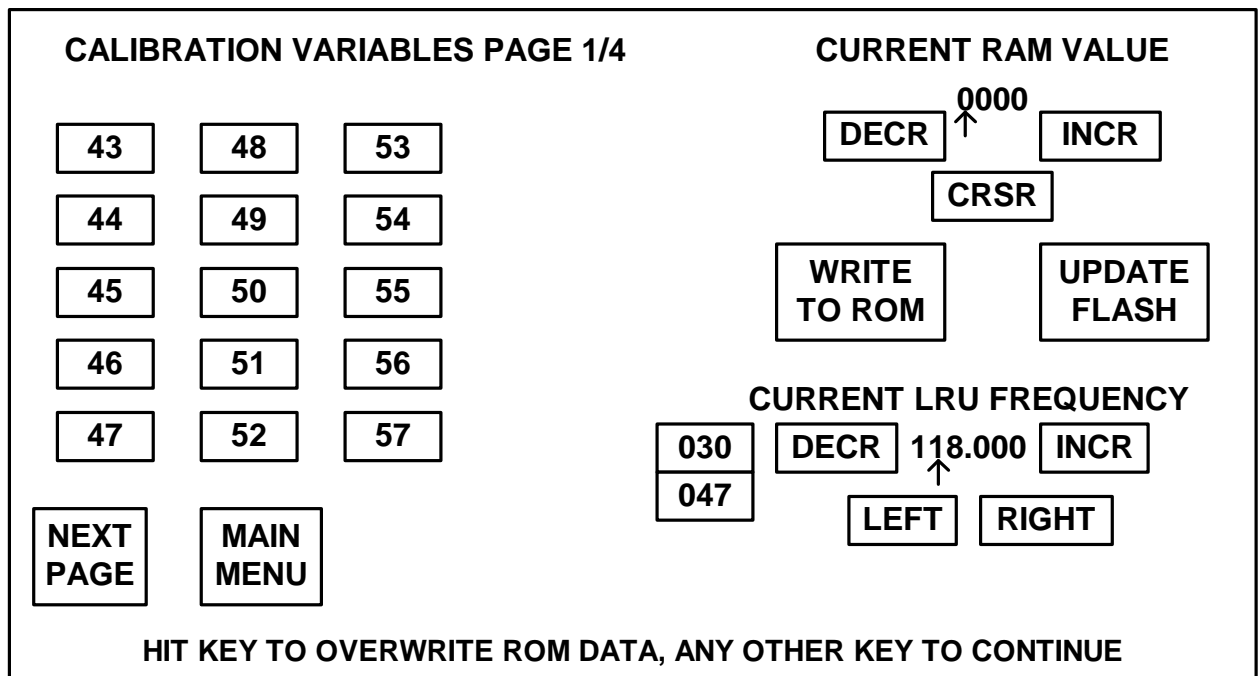 CALIBRATION VARIABLES PAGE 1/4
CURRENT RAM VALUE
0000
DECR
INCR
CRSR
43 48 53
44 49 54
45 50 55
46 51 56
47 52 57
WRITE
TO ROM
UPDATE
FLASH
CURRENT LRU FREQUENCY
030 DECR 118.000 INCR
047
LEFT RIGHT
NEXT
PAGE
MAIN
MENU
HIT KEY TO OVERWRITE ROM DATA, ANY OTHER KEY TO CONTINUE